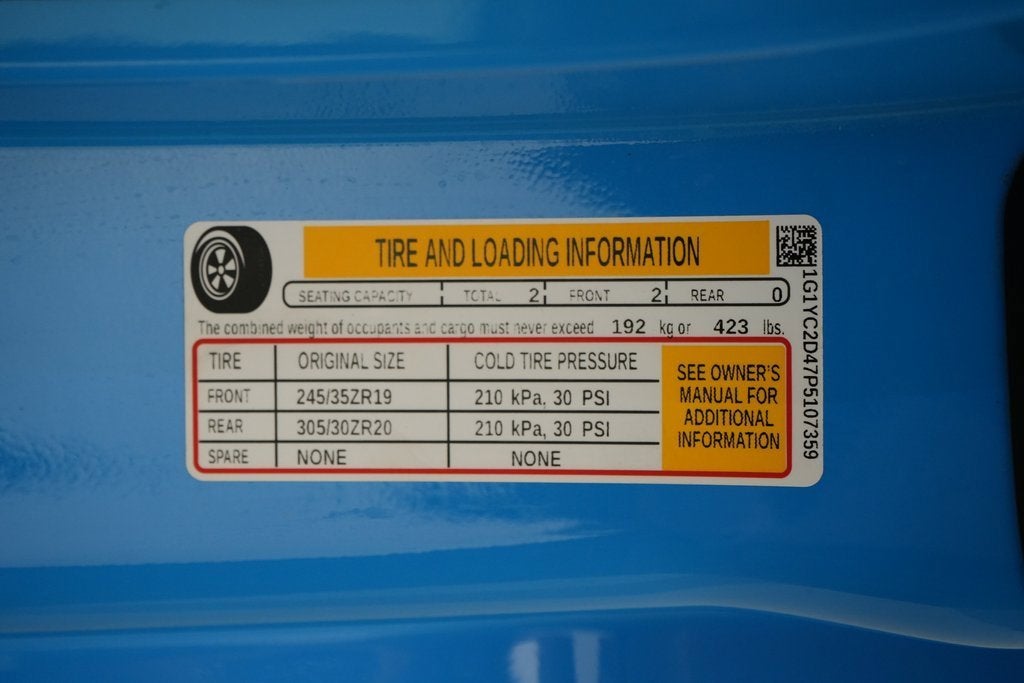 TIRE AND LOADING INFORMATION
SEATING CAPACITY TOTAL 2 FRONT 2 REAR 0
The combined weight of occupants and cargo must never exceed 192 kg or 423 lbs.
TIRE ORIGINAL SIZE COLD TIRE PRESSURE
FRONT 245/35ZR19 210 kPa, 30 PSI
REAR 305/30ZR20 210 kPa, 30 PSI
SPARE NONE NONE
SEE OWNER'S
MANUAL FOR
ADDITIONAL
INFORMATION
1G1YC2D47P5107359